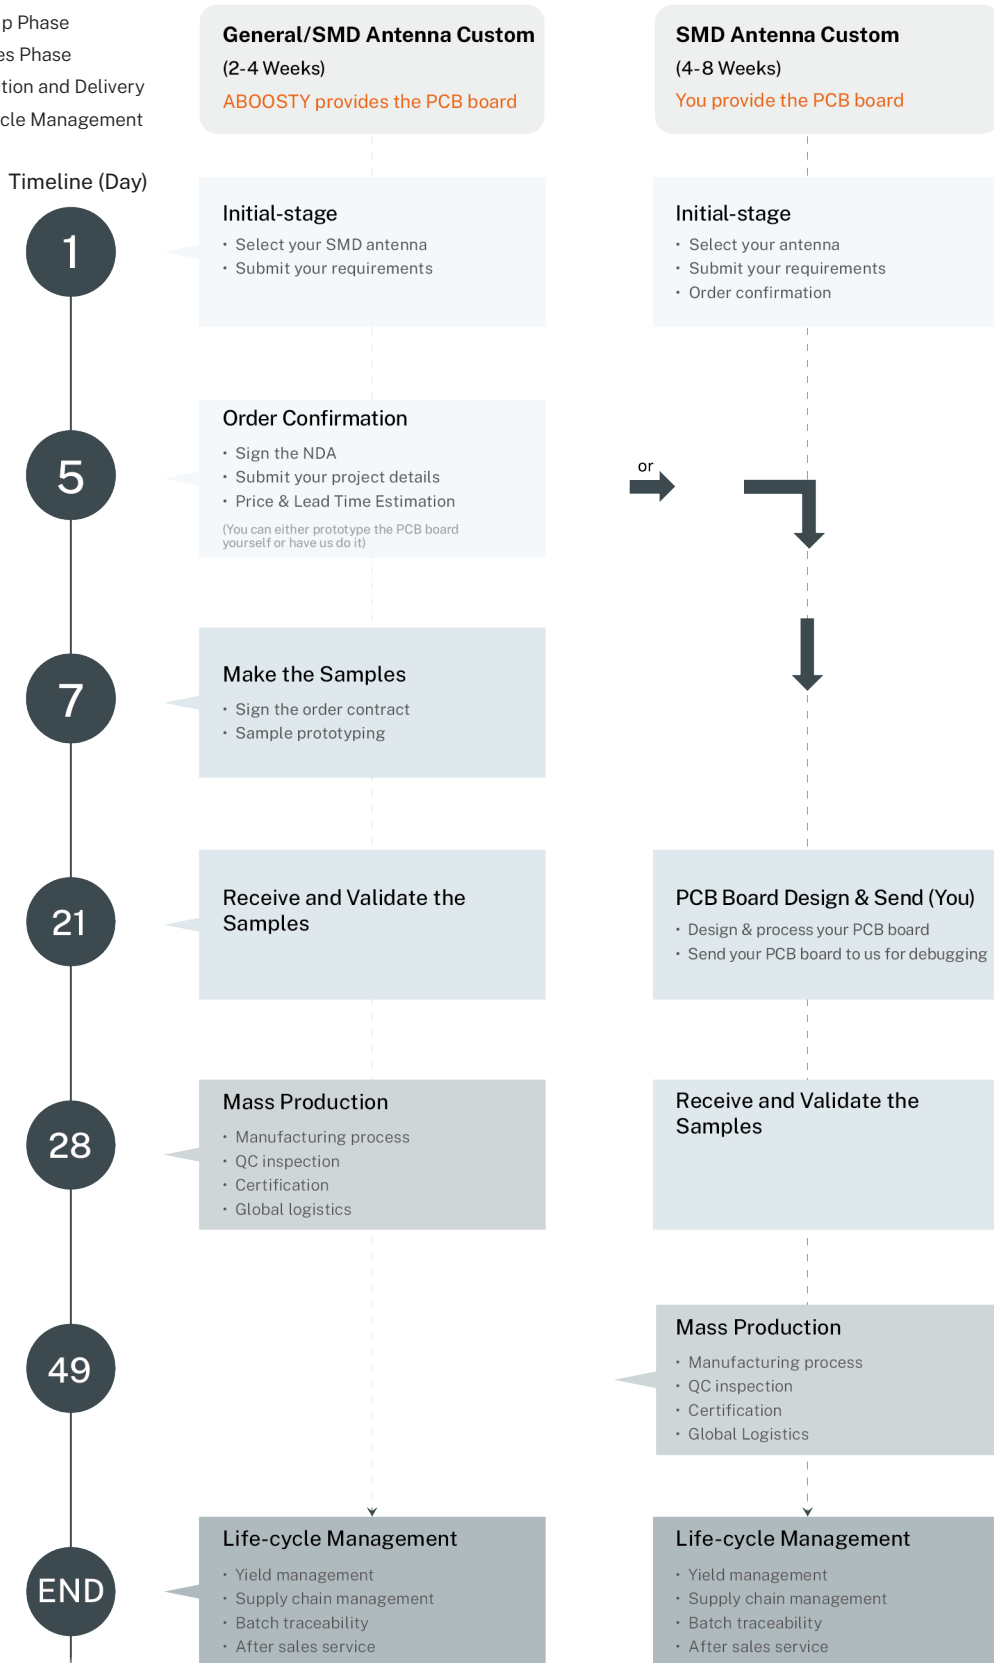 p Phase
es Phase
tion and Delivery
cle Management
General/SMD Antenna Custom
(2-4 Weeks)
ABOOSTY provides the PCB board
SMD Antenna Custom
(4-8 Weeks)
You provide the PCB board
Timeline (Day)
1
Initial-stage
• Select your SMD antenna
• Submit your requirements
Initial-stage
• Select your antenna
• Submit your requirements
• Order confirmation
5
Order Confirmation
• Sign the NDA
• Submit your project details
• Price & Lead Time Estimation
(You can either prototype the PCB board
yourself or have us do it)
or
7
Make the Samples
• Sign the order contract
• Sample prototyping
21
Receive and Validate the
Samples
PCB Board Design & Send (You)
• Design & process your PCB board
• Send your PCB board to us for debugging
28
Mass Production
• Manufacturing process
• QC inspection
• Certification
• Global logistics
Receive and Validate the
Samples
49
Mass Production
• Manufacturing process
• QC inspection
• Certification
• Global Logistics
END
Life-cycle Management
• Yield management
• Supply chain management
• Batch traceability
• After sales service
Life-cycle Management
• Yield management
• Supply chain management
• Batch traceability
• After sales service